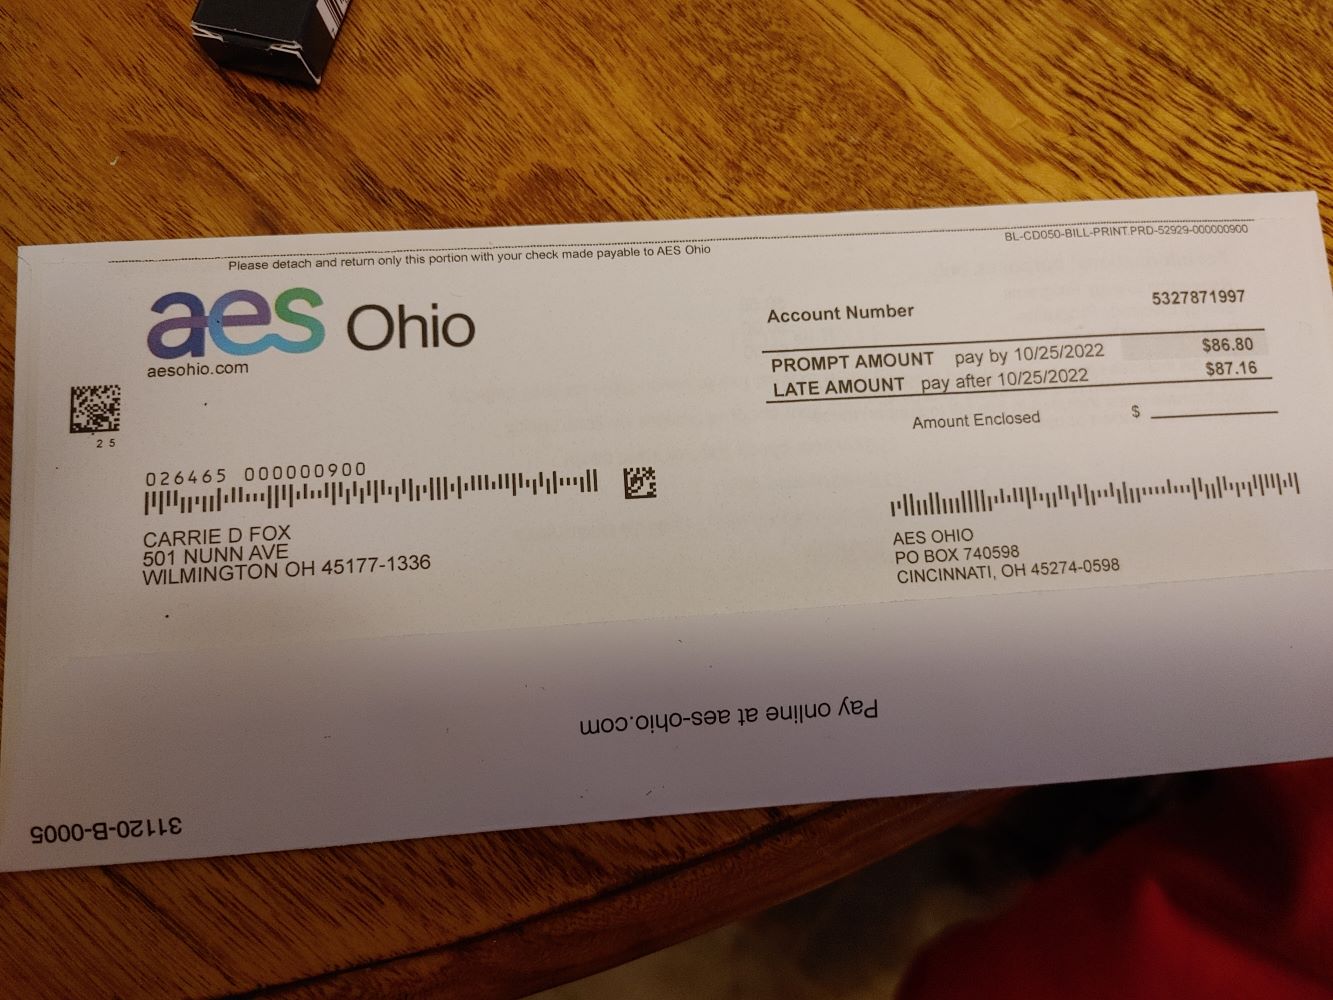 Please detach and return only this portion with your check made payable to AES Ohio
BL-CD050-BILL-PRINT.PRD-52929-000000900
aes Ohio
aesohio.com
Account Number 5327871997
PROMPT AMOUNT pay by 10/25/2022 $86.80
LATE AMOUNT pay after 10/25/2022 $87.16
Amount Enclosed $
2 5
026465 000000900
CARRIE D FOX
501 NUNN AVE
WILMINGTON OH 45177-1336
AES OHIO
PO BOX 740598
CINCINNATI, OH 45274-0598
Pay online at aes-ohio.com
31120-B-0005